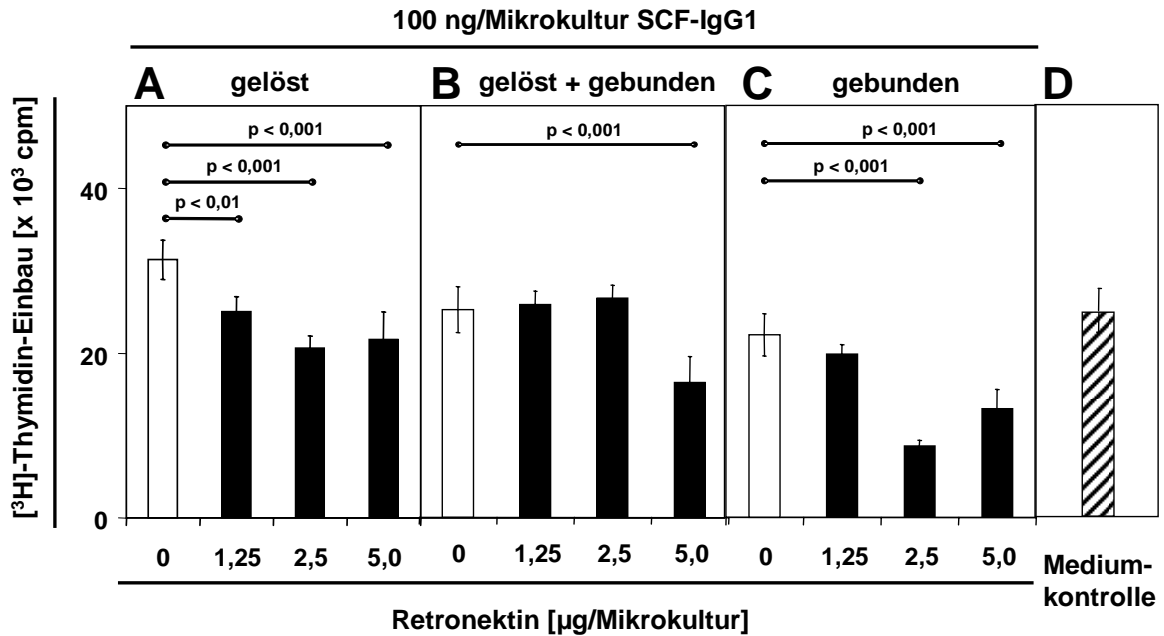 100 ng/Mikrokultur SCF-IgG1
A gelöst B gelöst + gebunden C gebunden D
p < 0,001
p < 0,001
p < 0,01
p < 0,001
p < 0,001
p < 0,001
[³H]-Thymidin-Einbau [x 10³ cpm]
40
20
0
0 1,25 2,5 5,0 0 1,25 2,5 5,0 0 1,25 2,5 5,0
Medium-
kontrolle
Retronektin [µg/Mikrokultur]